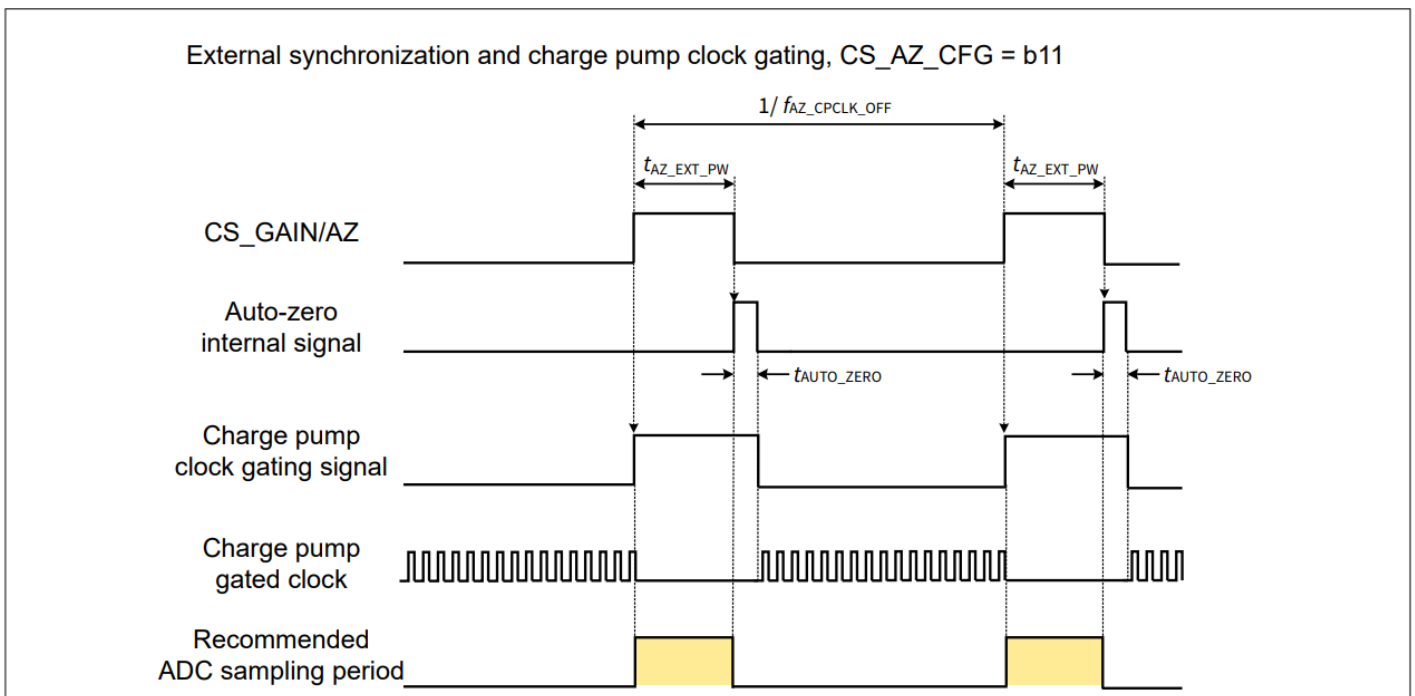 External synchronization and charge pump clock gating, CS_AZ_CFG = b11
1/ fAZ_CPCLK_OFF
tAZ_EXT_PW
tAZ_EXT_PW
CS_GAIN/AZ
Auto-zero
internal signal
tAUTO_ZERO
tAUTO_ZERO
Charge pump
clock gating signal
Charge pump
gated clock
Recommended
ADC sampling period